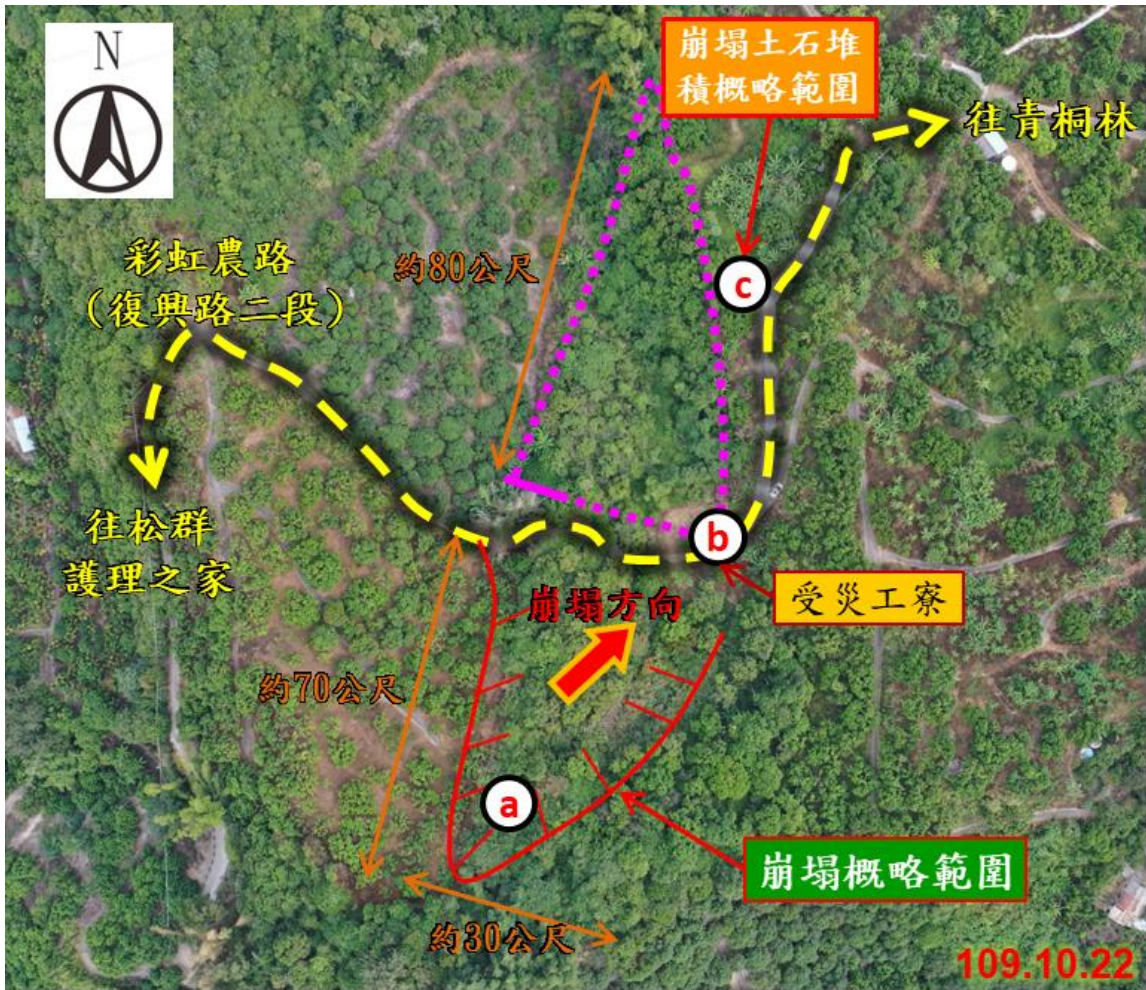 N
崩塌土石堆
積概略範圍
往青桐林
彩虹農路
(復興路二段)
約80公尺
c
往松群
護理之家
b
受災工寮
崩塌方向
約70公尺
a
崩塌概略範圍
約30公尺
109.10.22